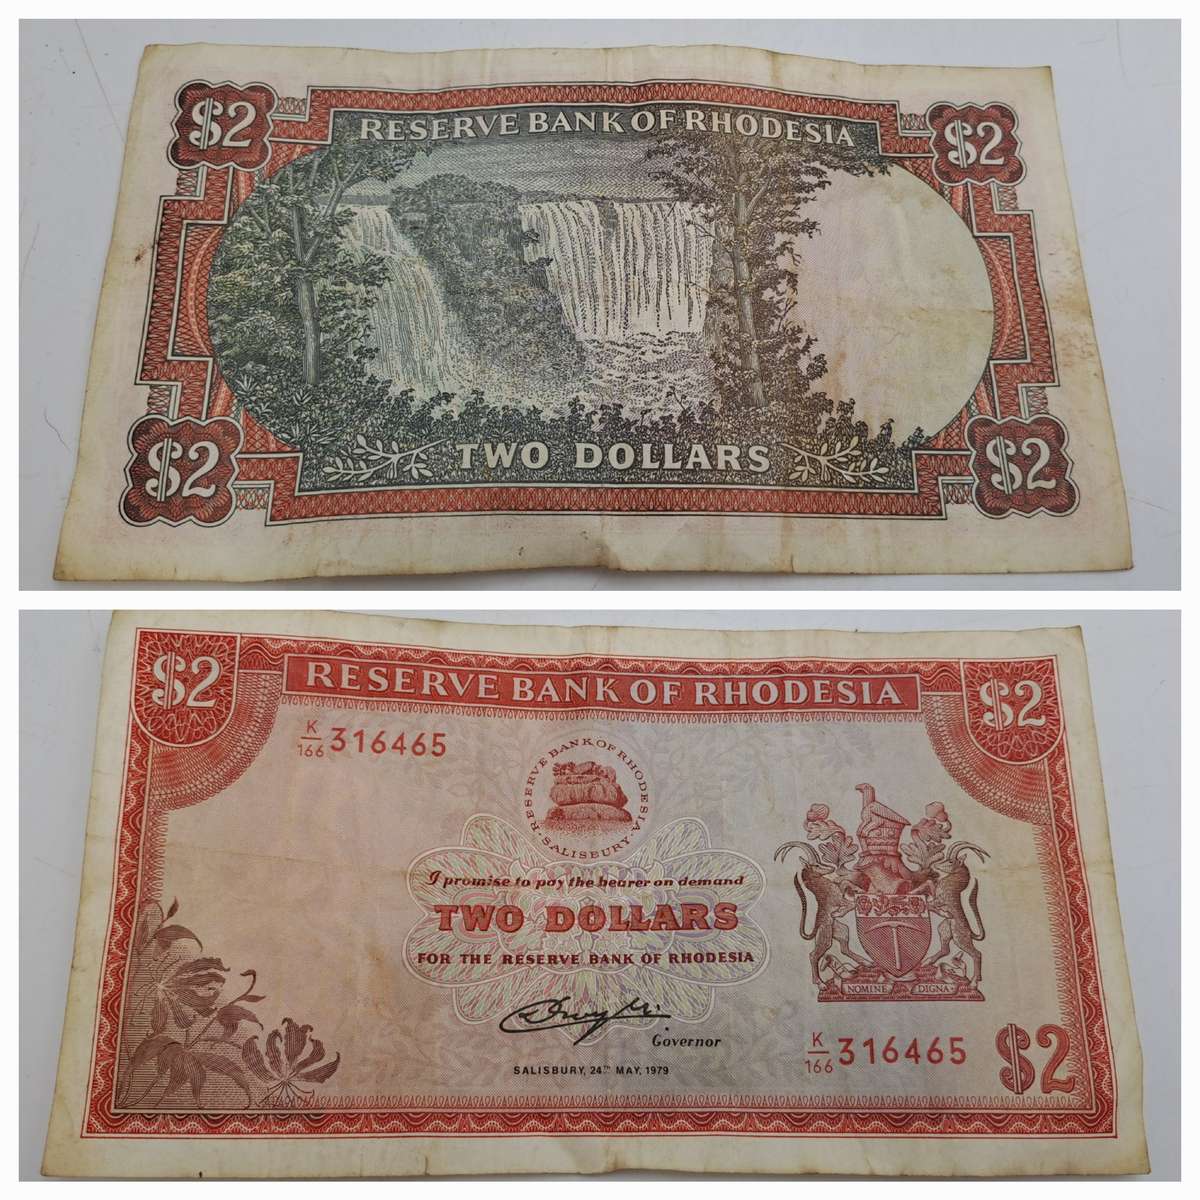 $2
$2
RESERVE BANK OF RHODESIA
TWO DOLLARS
$2
$2
$2
RESERVE BANK OF RHODESIA
$2
K/166 316465
RESERVE BANK OF RHODESIA
· SALISBURY ·
I promise to pay the bearer on demand
TWO DOLLARS
FOR THE RESERVE BANK OF RHODESIA
Governor
SALISBURY, 24TH MAY, 1979
SIT NOMINE DIGNA
K/166 316465
$2